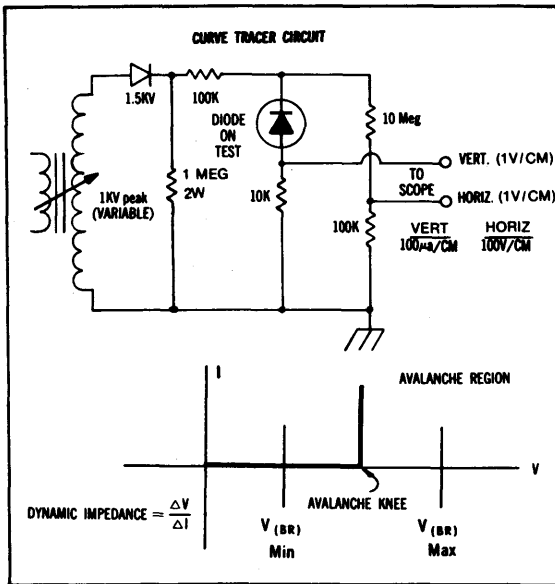 CURVE TRACER CIRCUIT
1.5KV
100K
DIODE
ON
TEST
10 Meg
VERT. (1V/CM)
TO
SCOPE
HORIZ. (1V/CM)
1 MEG
2W
10K
1KV peak
(VARIABLE)
100K
VERT
100µa/CM
HORIZ
100V/CM
I
AVALANCHE REGION
V
DYNAMIC IMPEDANCE = △V/△I
AVALANCHE KNEE
V(BR)
Min
V(BR)
Max